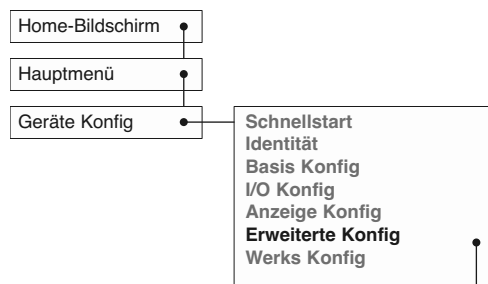 Home-Bildschirm
Hauptmenü
Geräte Konfig
Schnellstart
Identität
Basis Konfig
I/O Konfig
Anzeige Konfig
Erweiterte Konfig
Werks Konfig